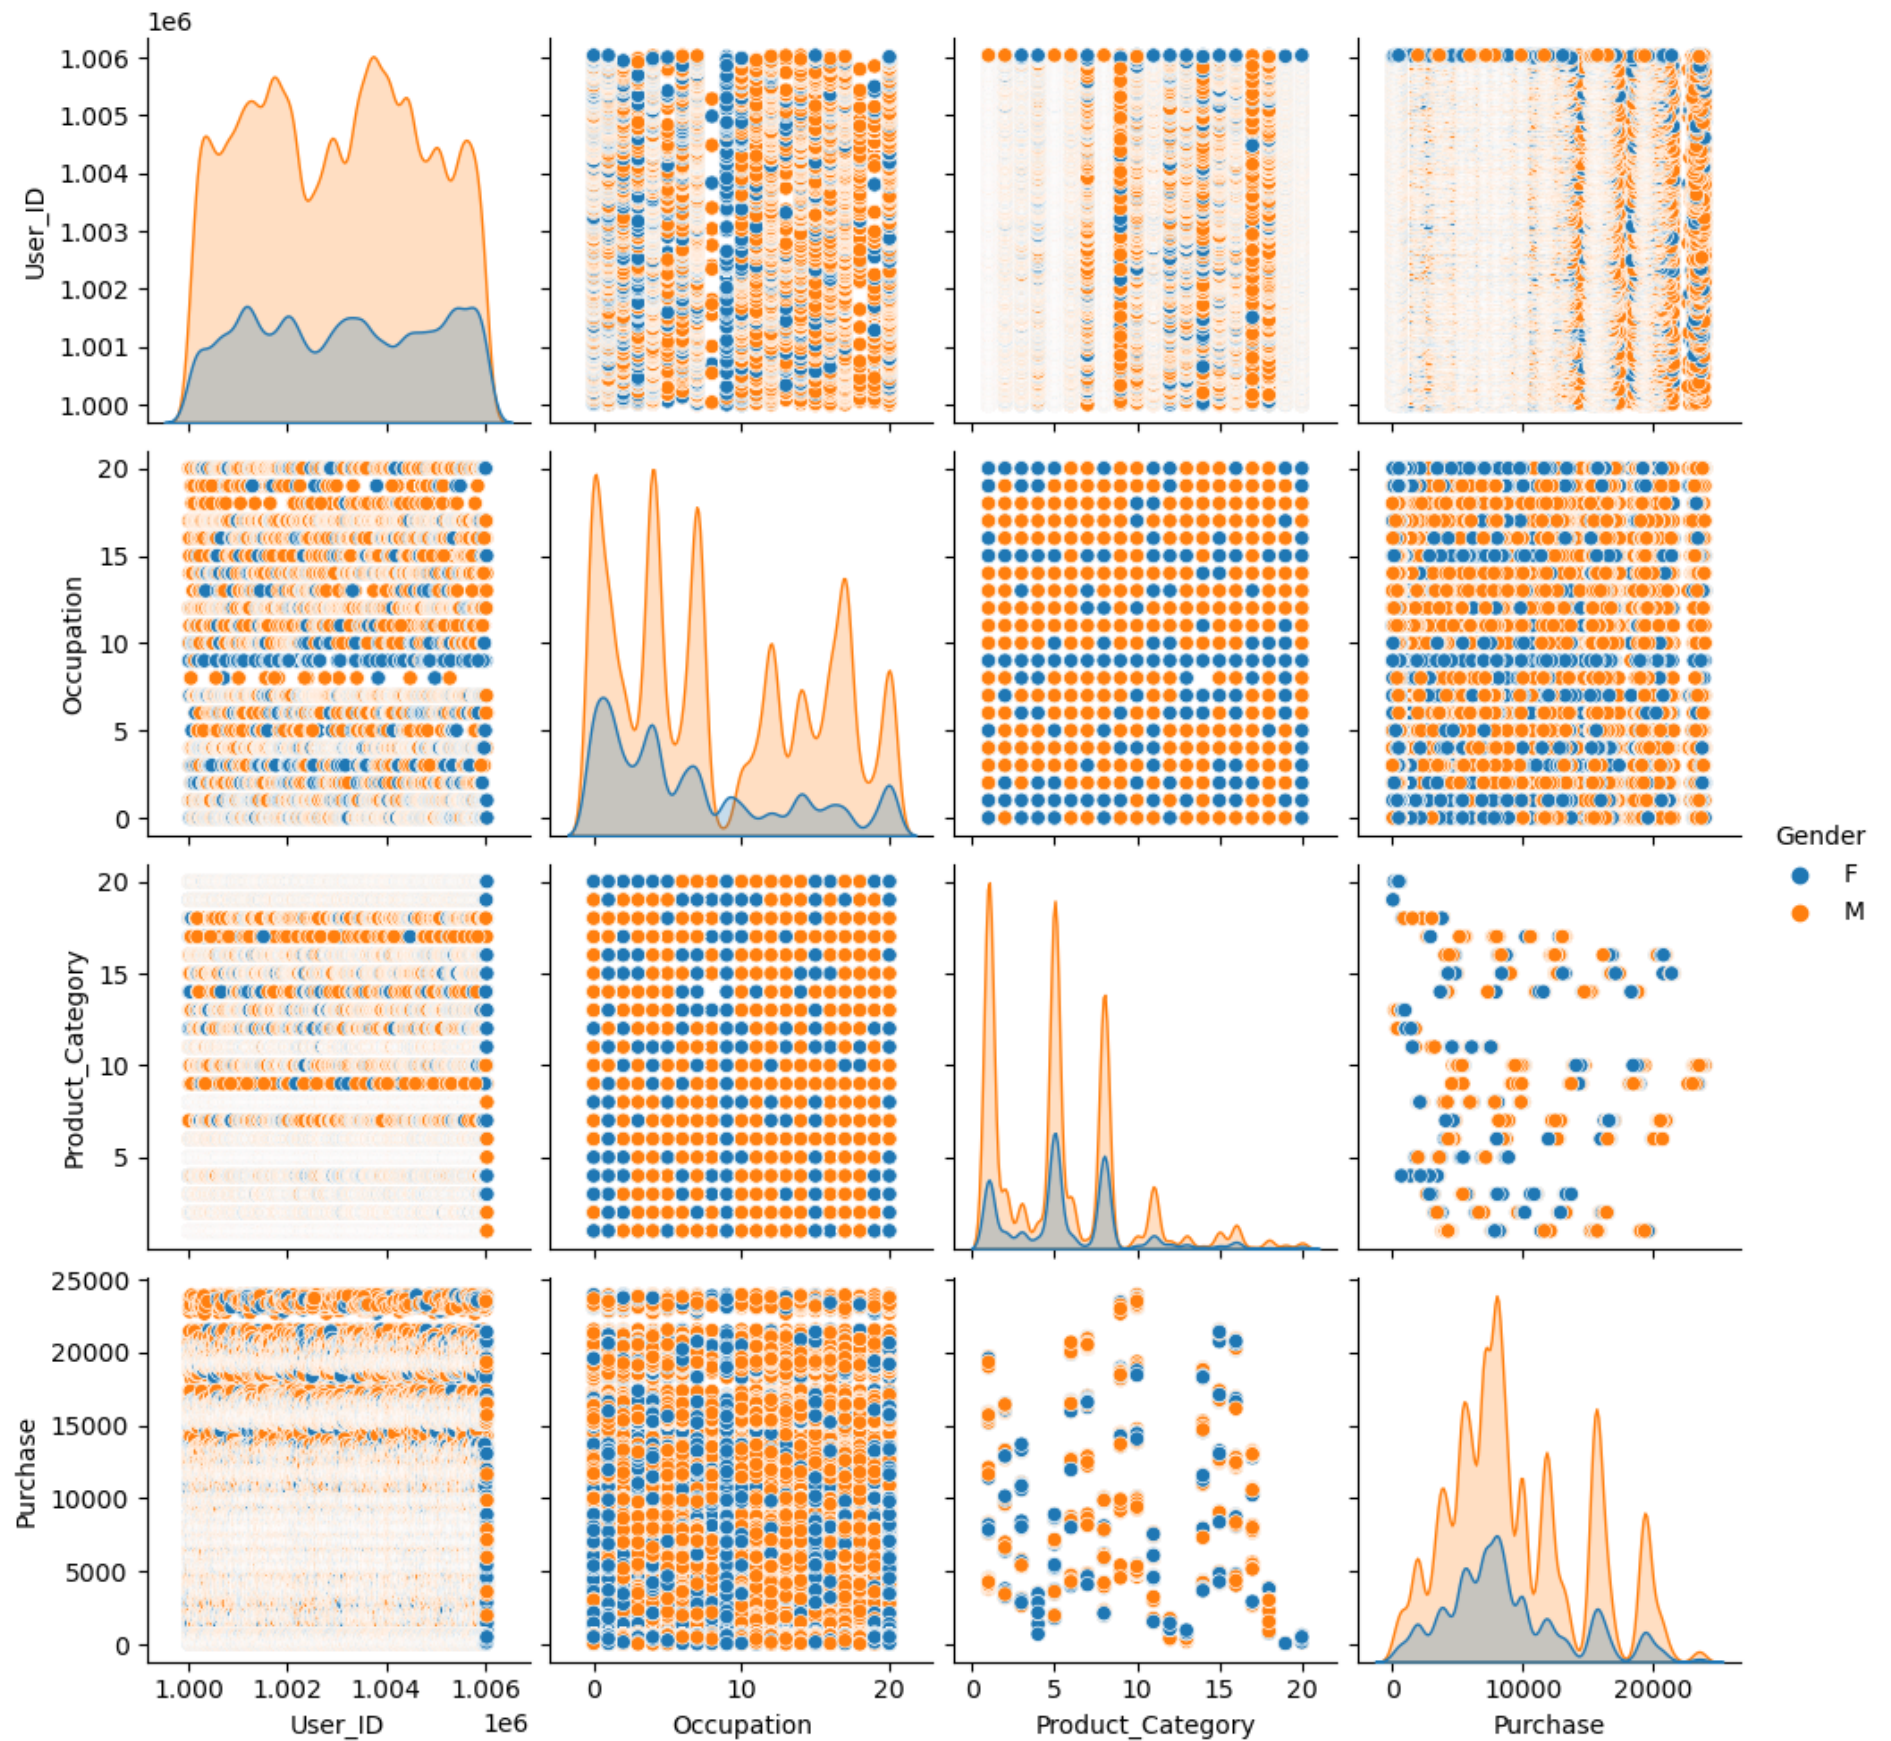 1e6
1.006
1.005
1.004
1.003
1.002
1.001
1.000
User_ID
20
15
10
5
0
Occupation
Gender
F
M
20
15
10
5
Product_Category
25000
20000
15000
10000
5000
0
Purchase
1.000 1.002 1.004 1.006
0 10 20
0 5 10 15 20
0 10000 20000
1e6
User_ID
Occupation
Product_Category
Purchase